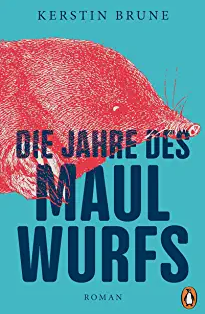 KERSTIN BRUNE
DIE JAHRE DES
MAUL
WURFS
ROMAN